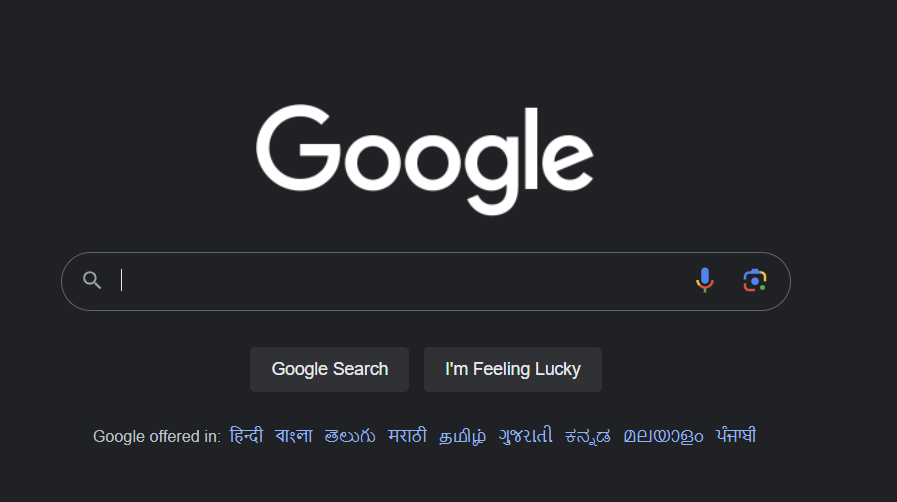 Google
Google Search
I'm Feeling Lucky
Google offered in: हिन्दी বাংলা తెలుగు मराठी தமிழ் ગુજરાતી ಕನ್ನಡ മലയാളം ਪੰਜਾਬੀ